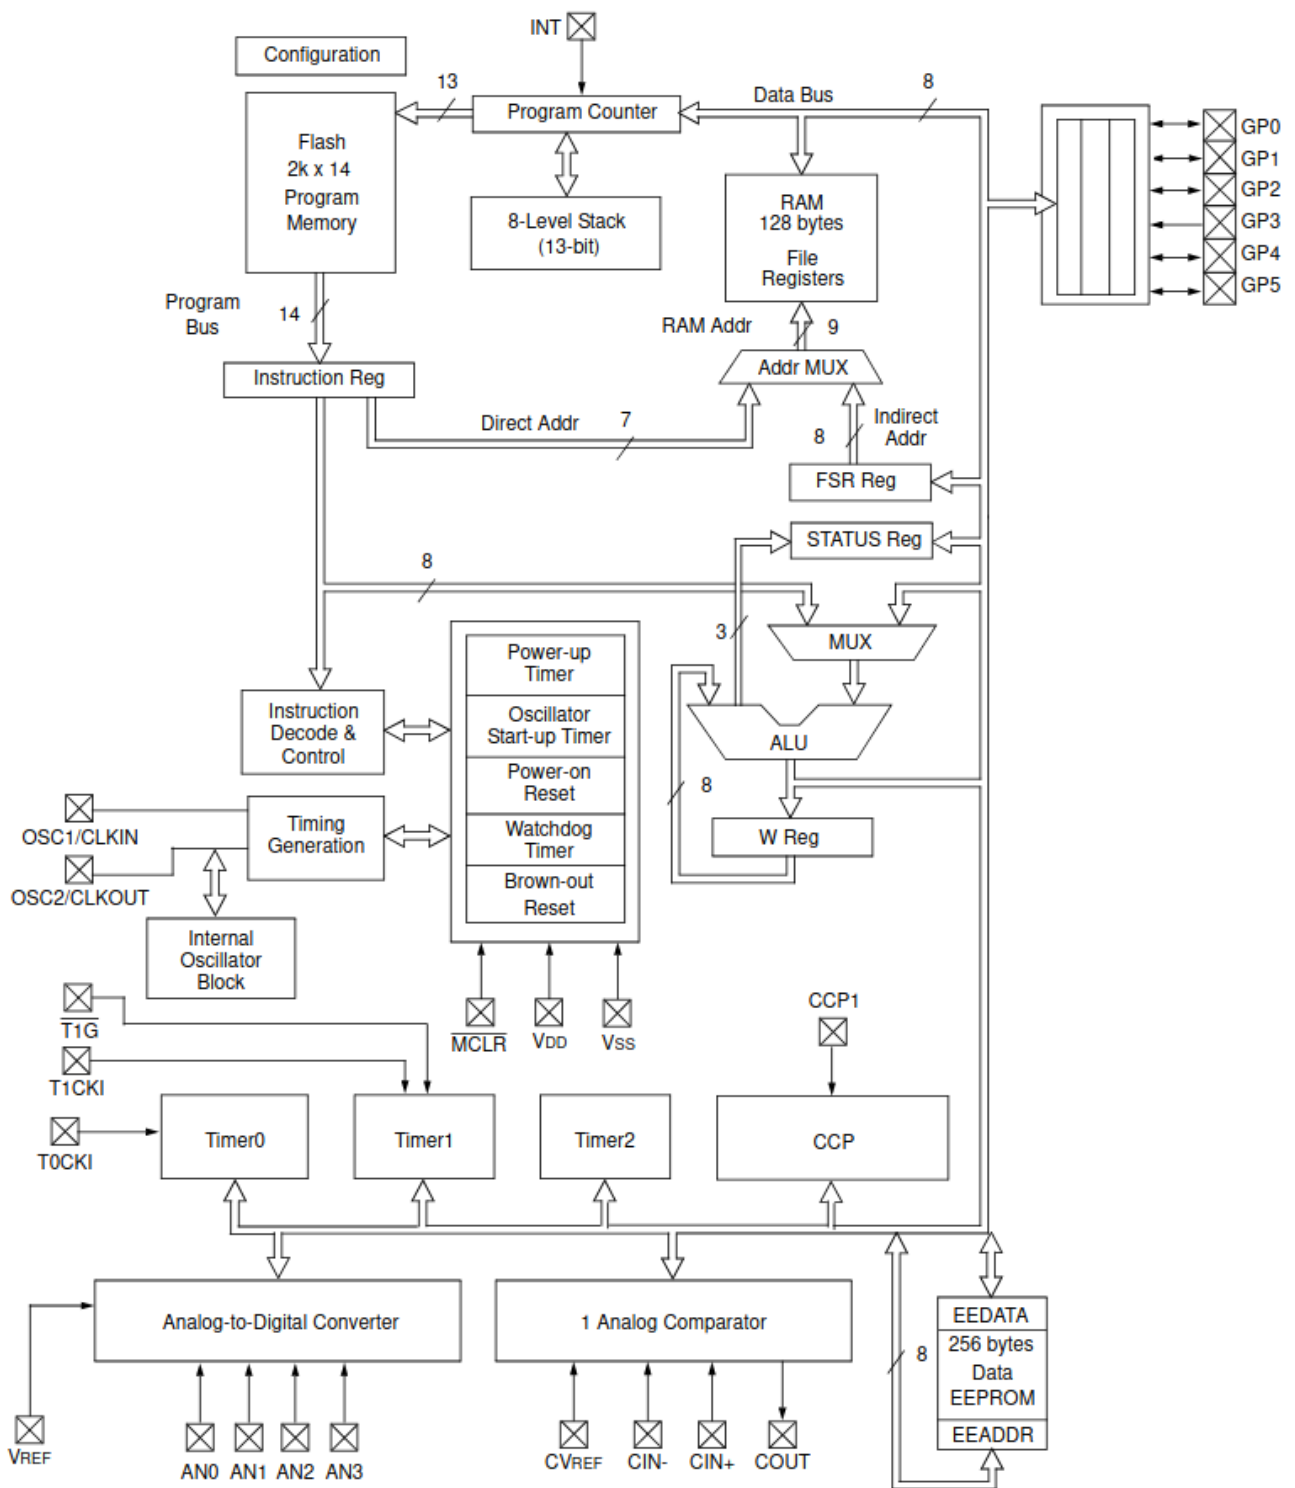 INT
Configuration
13
Data Bus
8
Program Counter
Flash
2k x 14
Program
Memory
8-Level Stack
(13-bit)
RAM
128 bytes
File
Registers
GP0
GP1
GP2
GP3
GP4
GP5
Program
Bus
14
RAM Addr
9
Instruction Reg
Addr MUX
Direct Addr
7
8
Indirect
Addr
FSR Reg
STATUS Reg
8
3
MUX
Power-up
Timer
Oscillator
Start-up Timer
Power-on
Reset
Watchdog
Timer
Brown-out
Reset
Instruction
Decode &
Control
ALU
8
W Reg
OSC1/CLKIN
Timing
Generation
OSC2/CLKOUT
Internal
Oscillator
Block
T1G
T1CKI
T0CKI
MCLR
VDD
VSS
CCP1
Timer0
Timer1
Timer2
CCP
Analog-to-Digital Converter
1 Analog Comparator
EEDATA
256 bytes
Data
EEPROM
EEADDR
8
VREF
AN0
AN1
AN2
AN3
CVREF
CIN-
CIN+
COUT